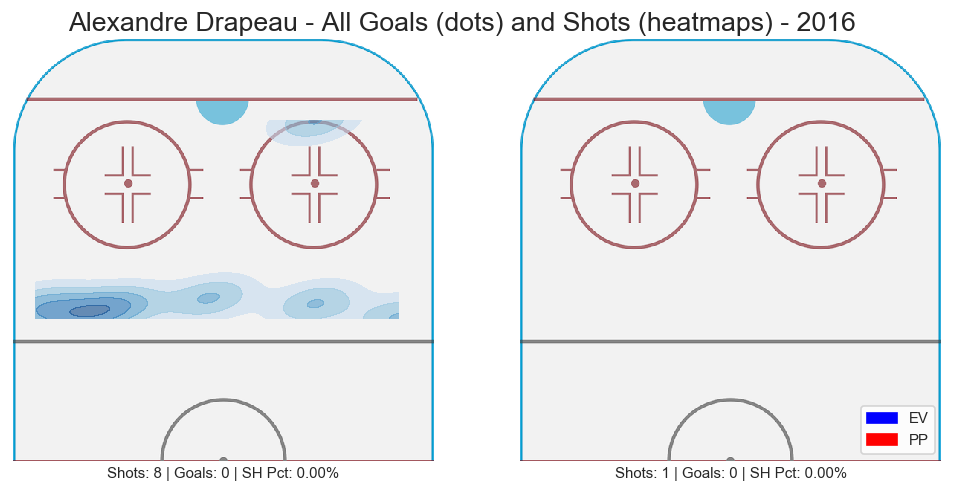 Alexandre Drapeau - All Goals (dots) and Shots (heatmaps) - 2016
EV
PP
Shots: 8 | Goals: 0 | SH Pct: 0.00%
Shots: 1 | Goals: 0 | SH Pct: 0.00%